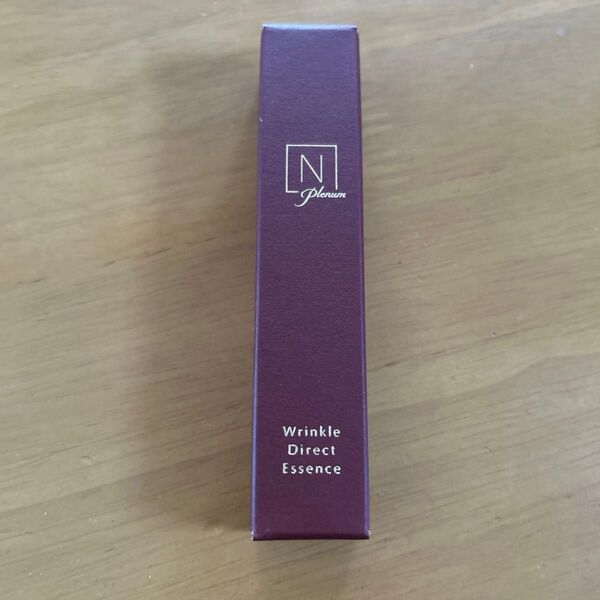 N
Plenum
Wrinkle
Direct
Essence